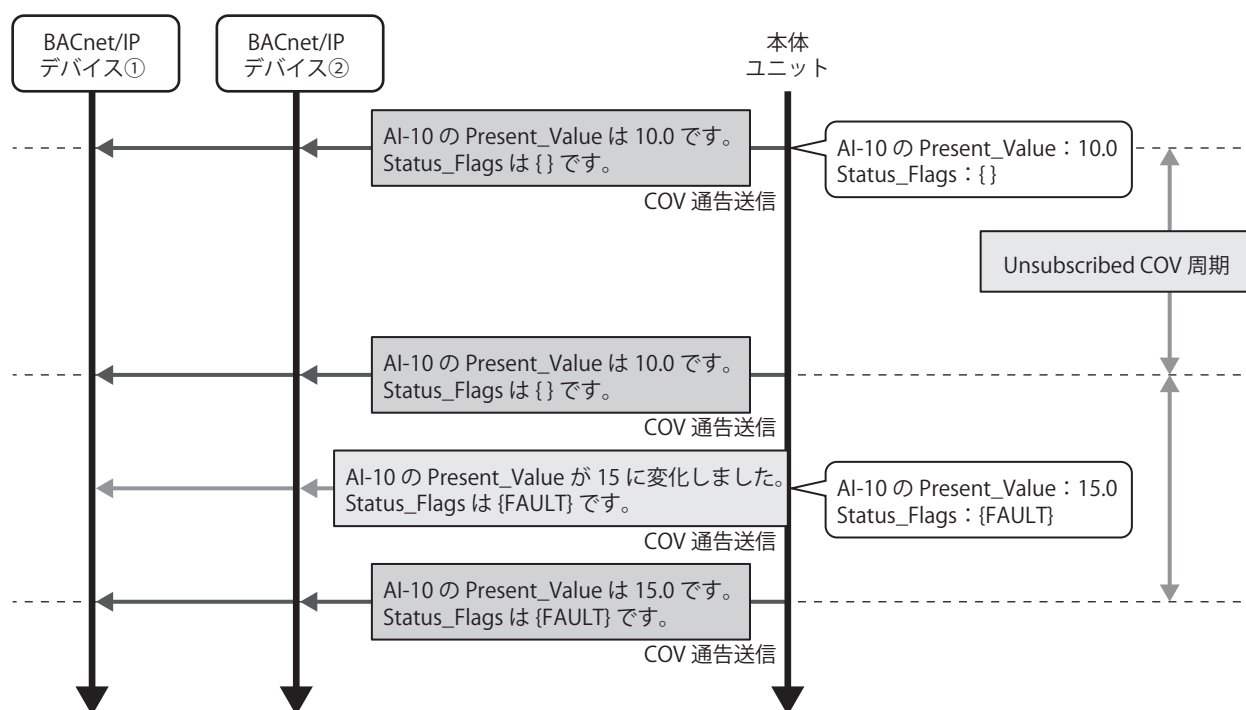 BACnet/IP
デバイス①
BACnet/IP
デバイス②
本体
ユニット
AI-10 の Present_Value は 10.0 です。
Status_Flags は { } です。
COV 通告送信
AI-10 の Present_Value：10.0
Status_Flags：{ }
Unsubscribed COV 周期
AI-10 の Present_Value は 10.0 です。
Status_Flags は { } です。
COV 通告送信
AI-10 の Present_Value が 15 に変化しました。
Status_Flags は {FAULT} です。
COV 通告送信
AI-10 の Present_Value：15.0
Status_Flags：{FAULT}
AI-10 の Present_Value は 15.0 です。
Status_Flags は {FAULT} です。
COV 通告送信